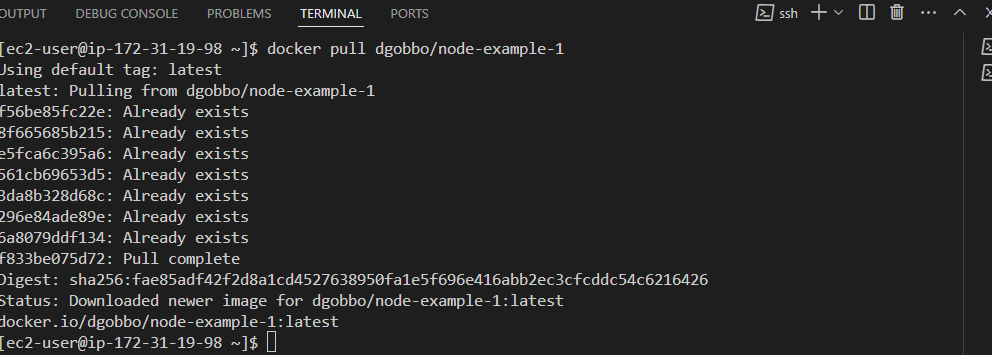 OUTPUT DEBUG CONSOLE PROBLEMS TERMINAL PORTS ssh
[ec2-user@ip-172-31-19-98 ~]$ docker pull dgobbo/node-example-1
Using default tag: latest
latest: Pulling from dgobbo/node-example-1
f56be85fc22e: Already exists
8f665685b215: Already exists
e5fca6c395a6: Already exists
561cb69653d5: Already exists
3da8b328d68c: Already exists
296e84ade89e: Already exists
6a8079ddf134: Already exists
f833be075d72: Pull complete
Digest: sha256:fae85adf42f2d8a1cd4527638950fa1e5f696e416abb2ec3cfcddc54c6216426
Status: Downloaded newer image for dgobbo/node-example-1:latest
docker.io/dgobbo/node-example-1:latest
[ec2-user@ip-172-31-19-98 ~]$